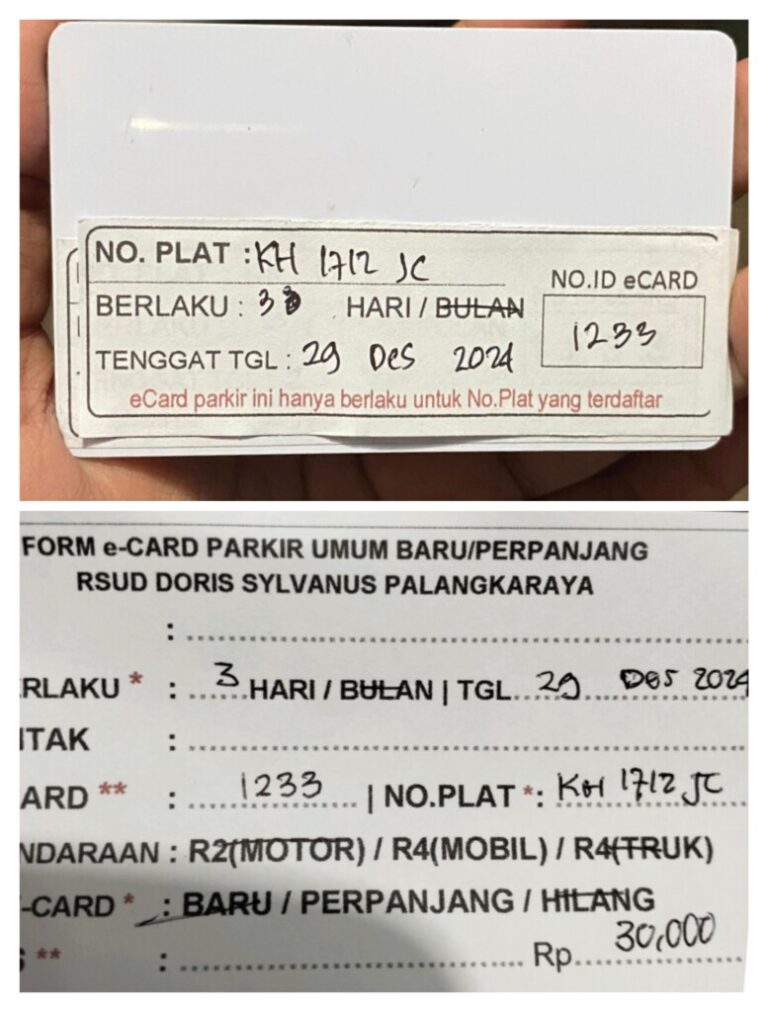 NO. PLAT : KH 1712 JC
BERLAKU : 3 HARI / BULAN
TENGGAT TGL : 29 Des 2024
NO.ID eCARD
1233
eCard parkir ini hanya berlaku untuk No.Plat yang terdaftar
FORM e-CARD PARKIR UMUM BARU/PERPANJANG
RSUD DORIS SYLVANUS PALANGKARAYA
:
RLAKU * : 3 HARI / BULAN | TGL. 29 Des 2024
TAK :
ARD ** : 1233 | NO.PLAT *: KH 1712 JC
NDARAAN : R2(MOTOR) / R4(MOBIL) / R4(TRUK)
-CARD * : BARU / PERPANJANG / HILANG
** : Rp. 30,000